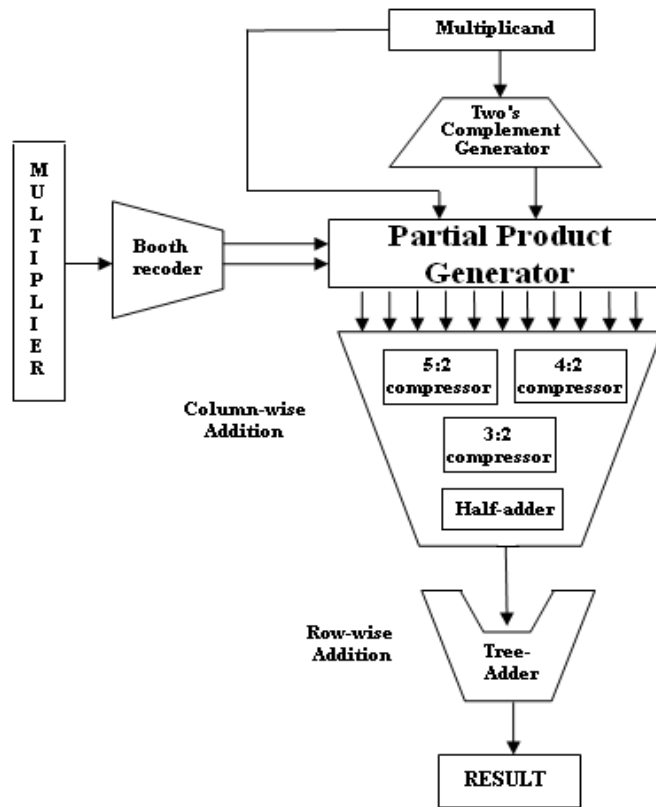 Multiplicand
Two's
Complement
Generator
MULTIPLIER
Booth
recoder
Partial Product
Generator
5:2
compressor
4:2
compressor
Column-wise
Addition
3:2
compressor
Half-adder
Row-wise
Addition
Tree-
Adder
RESULT